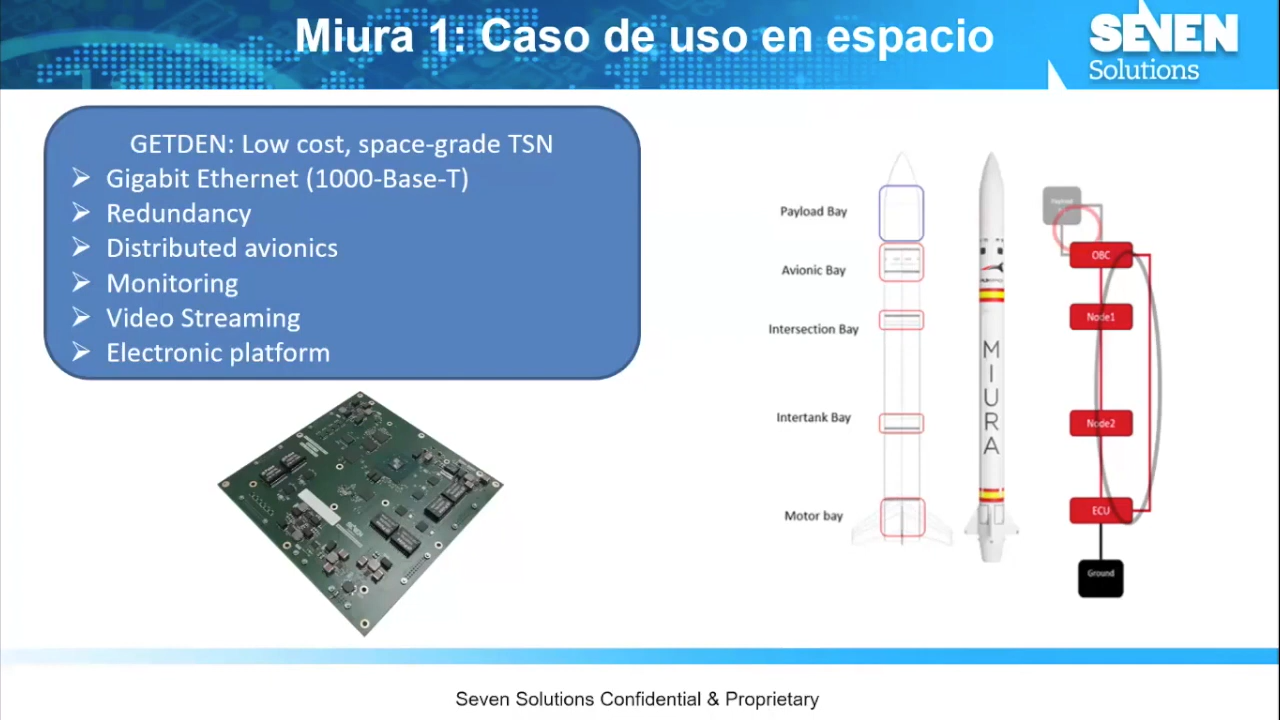 Miura 1: Caso de uso en espacio
SEVEN
Solutions
GETDEN: Low cost, space-grade TSN
➢ Gigabit Ethernet (1000-Base-T)
➢ Redundancy
➢ Distributed avionics
➢ Monitoring
➢ Video Streaming
➢ Electronic platform
Payload Bay
Avionic Bay
Intersection Bay
Intertank Bay
Motor bay
MIURA
Payload
OBC
Node1
Node2
ECU
Ground
Seven Solutions Confidential & Proprietary